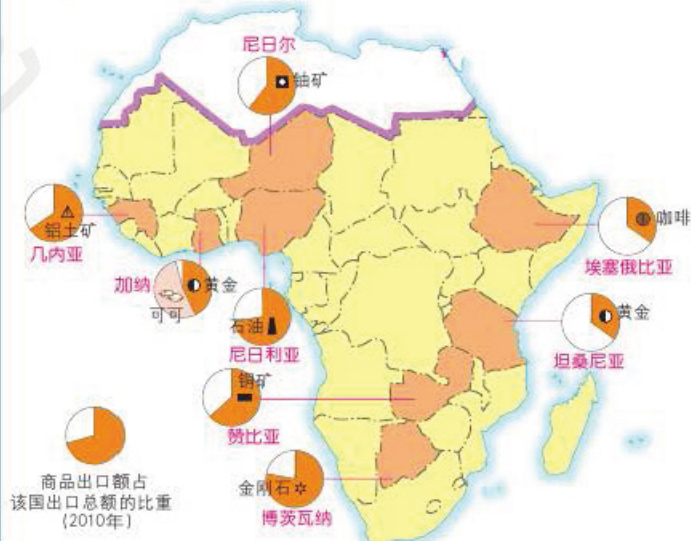 尼日尔
铀矿
铝土矿
几内亚
加纳
黄金
可可
石油
尼日利亚
咖啡
埃塞俄比亚
黄金
坦桑尼亚
铜矿
赞比亚
金刚石
博茨瓦纳
商品出口额占
该国出口总额的比重
(2010年)